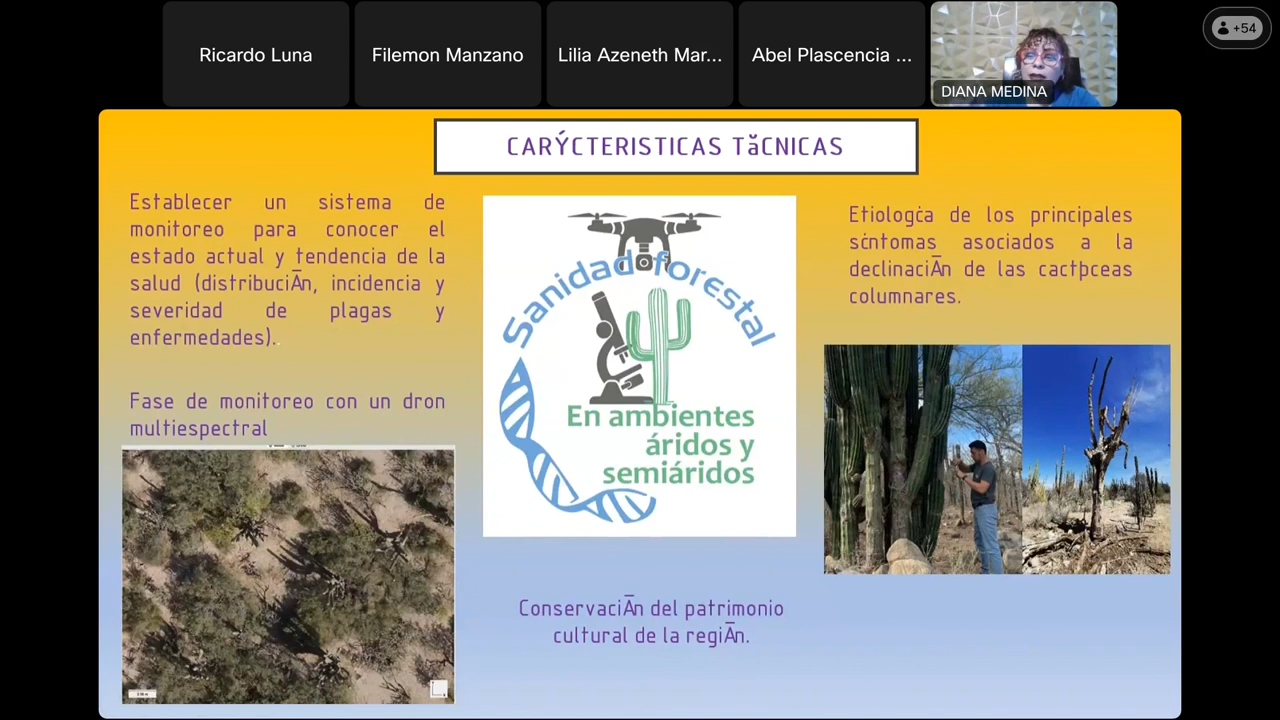 Ricardo Luna
Filemon Manzano
Lilia Azeneth Mar...
Abel Plascencia ...
DIANA MEDINA
+54
CARÝCTERISTICAS TăCNICAS
Establecer un sistema de
monitoreo para conocer el
estado actual y tendencia de la
salud (distribuciĀn, incidencia y
severidad de plagas y
enfermedades).
Fase de monitoreo con un dron
multiespectral
Sanidad forestal
En ambientes
áridos y
semiáridos
ConservaciĀn del patrimonio
cultural de la regiĀn.
Etiologċa de los principales
sċntomas asociados a la
declinaciĀn de las cactþceas
columnares.